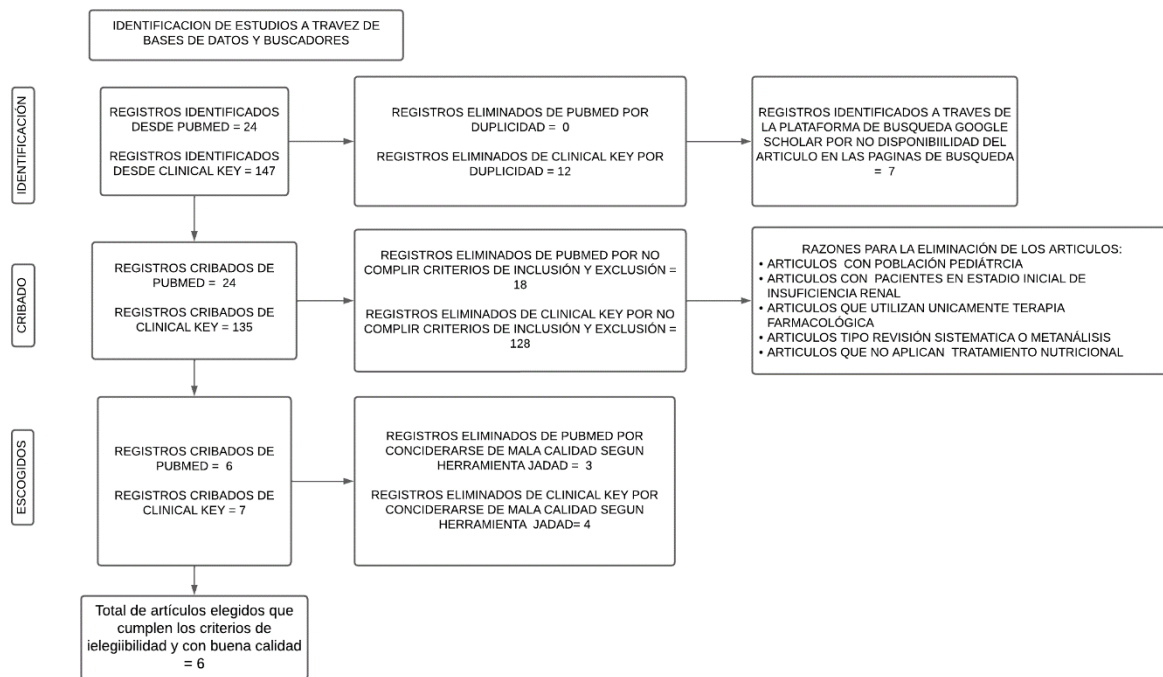 IDENTIFICACION DE ESTUDIOS A TRAVEZ DE
BASES DE DATOS Y BUSCADORES
IDENTIFICACIÓN
REGISTROS IDENTIFICADOS
DESDE PUBMED = 24
REGISTROS IDENTIFICADOS
DESDE CLINICAL KEY = 147
REGISTROS ELIMINADOS DE PUBMED POR
DUPLICIDAD = 0
REGISTROS ELIMINADOS DE CLINICAL KEY POR
DUPLICIDAD = 12
REGISTROS IDENTIFICADOS A TRAVES DE
LA PLATAFORMA DE BUSQUEDA GOOGLE
SCHOLAR POR NO DISPONIBIILIDAD DEL
ARTICULO EN LAS PAGINAS DE BUSQUEDA
= 7
CRIBADO
REGISTROS CRIBADOS DE
PUBMED = 24
REGISTROS CRIBADOS DE
CLINICAL KEY = 135
REGISTROS ELIMINADOS DE PUBMED POR NO
COMPLIR CRITERIOS DE INCLUSIÓN Y EXCLUSIÓN =
18
REGISTROS ELIMINADOS DE CLINICAL KEY POR NO
COMPLIR CRITERIOS DE INCLUSIÓN Y EXCLUSIÓN =
128
RAZONES PARA LA ELIMINACIÓN DE LOS ARTICULOS:
• ARTICULOS CON POBLACIÓN PEDIÁTRCIA
• ARTICULOS CON PACIENTES EN ESTADIO INICIAL DE
INSUFICIENCIA RENAL
• ARTICULOS QUE UTILIZAN UNICAMENTE TERAPIA
FARMACOLÓGICA
• ARTICULOS TIPO REVISIÓN SISTEMATICA O METANÁLISIS
• ARTICULOS QUE NO APLICAN TRATAMIENTO NUTRICIONAL
ESCOGIDOS
REGISTROS CRIBADOS DE
PUBMED = 6
REGISTROS CRIBADOS DE
CLINICAL KEY = 7
REGISTROS ELIMINADOS DE PUBMED POR
CONCIDERARSE DE MALA CALIDAD SEGUN
HERRAMIENTA JADAD = 3
REGISTROS ELIMINADOS DE CLINICAL KEY POR
CONCIDERARSE DE MALA CALIDAD SEGUN
HERRAMIENTA JADAD= 4
Total de artículos elegidos que
cumplen los criterios de
ielegiibilidad y con buena calidad
= 6